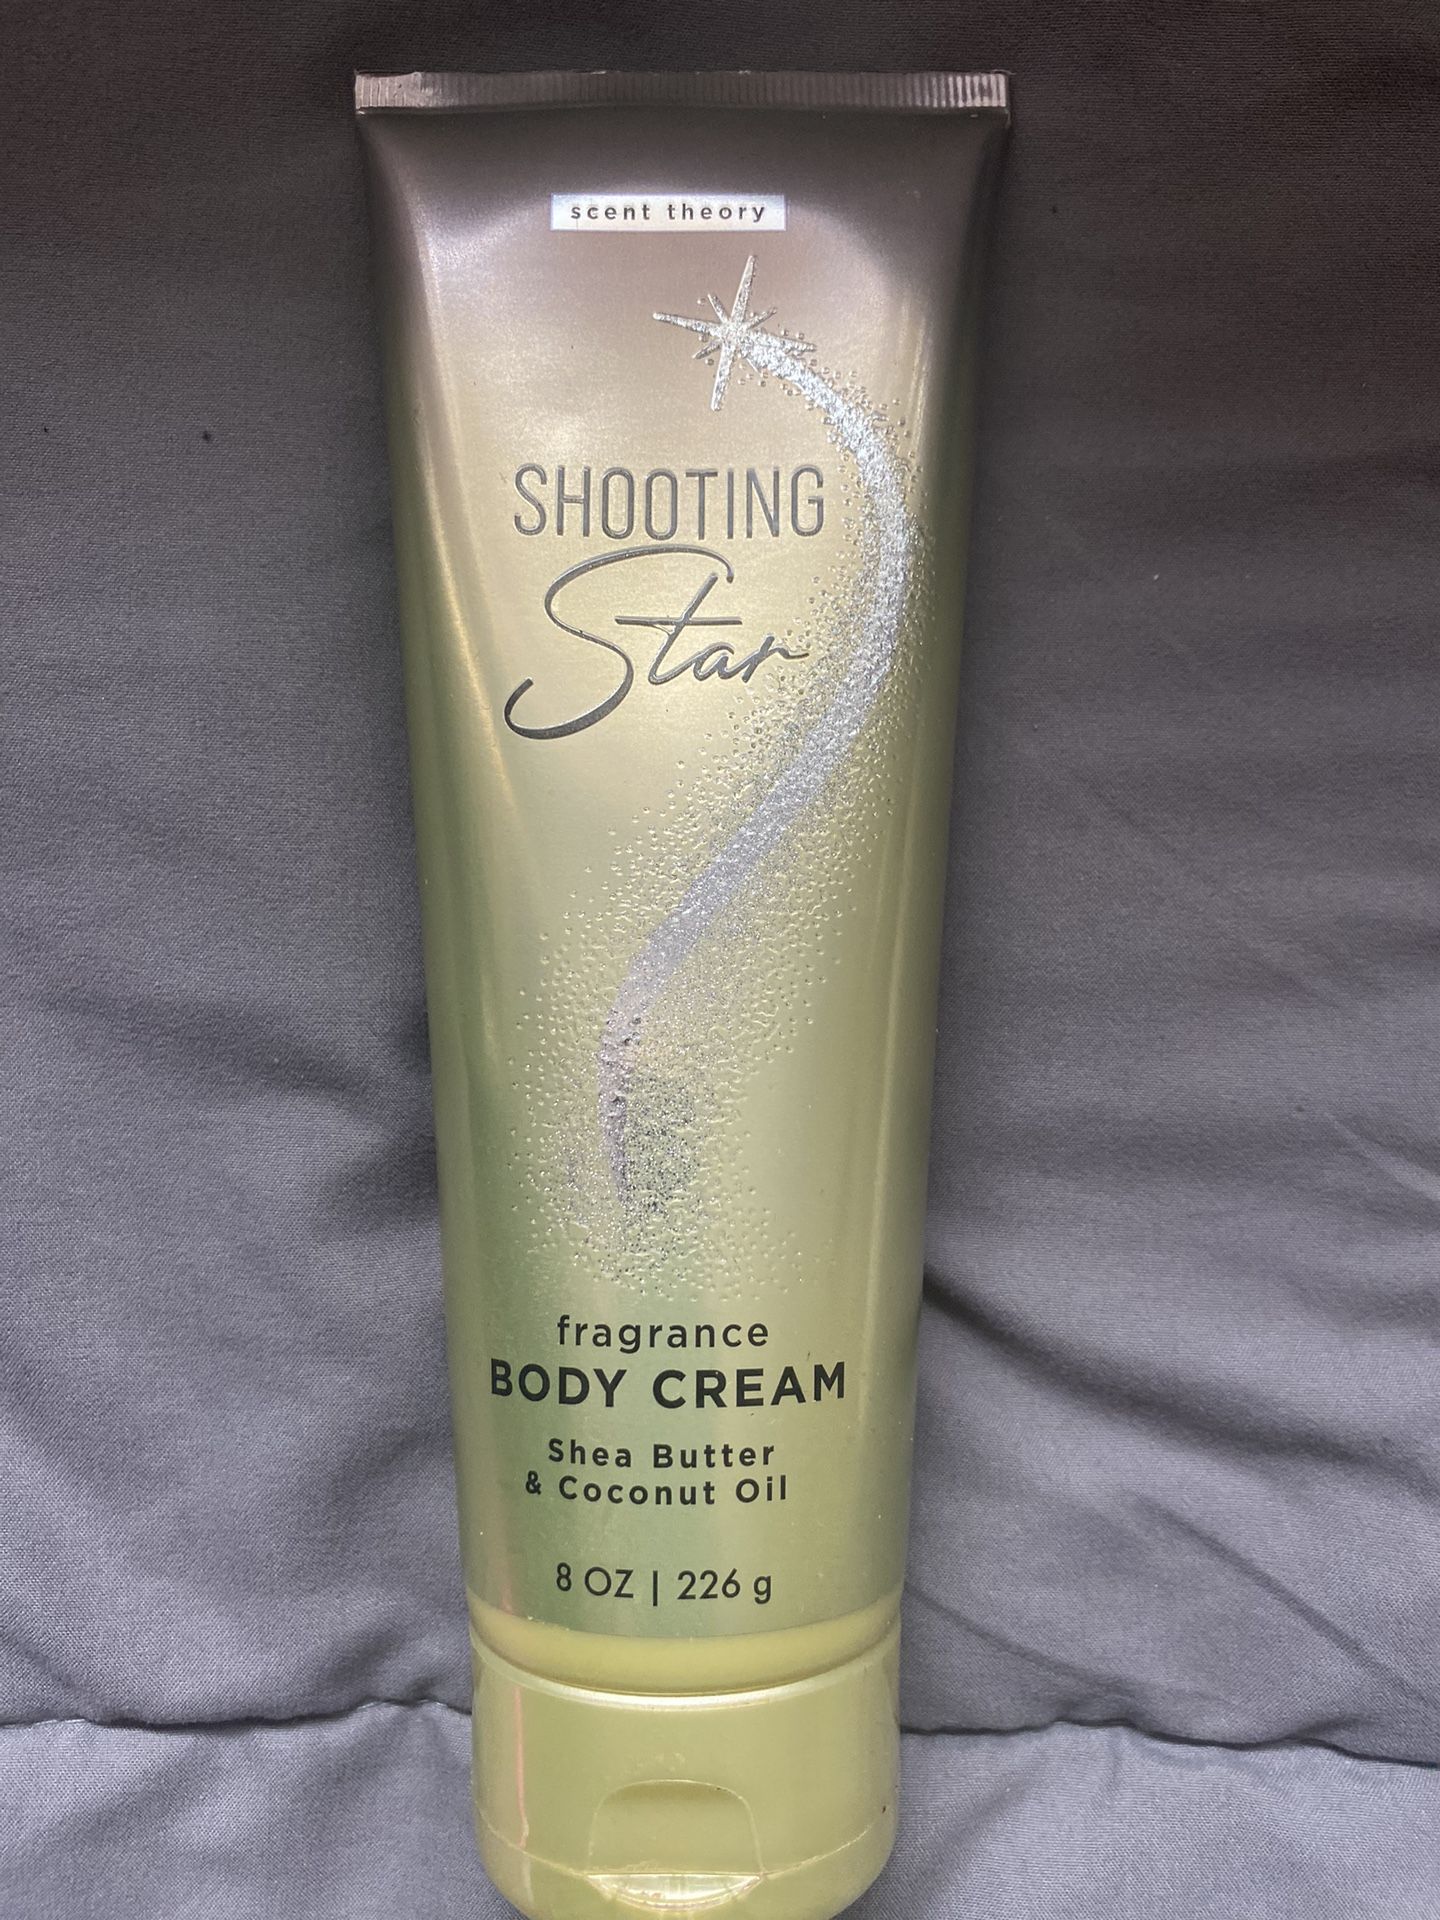 scent theory
SHOOTING
Star
fragrance
BODY CREAM
Shea Butter
& Coconut Oil
8 OZ | 226 g